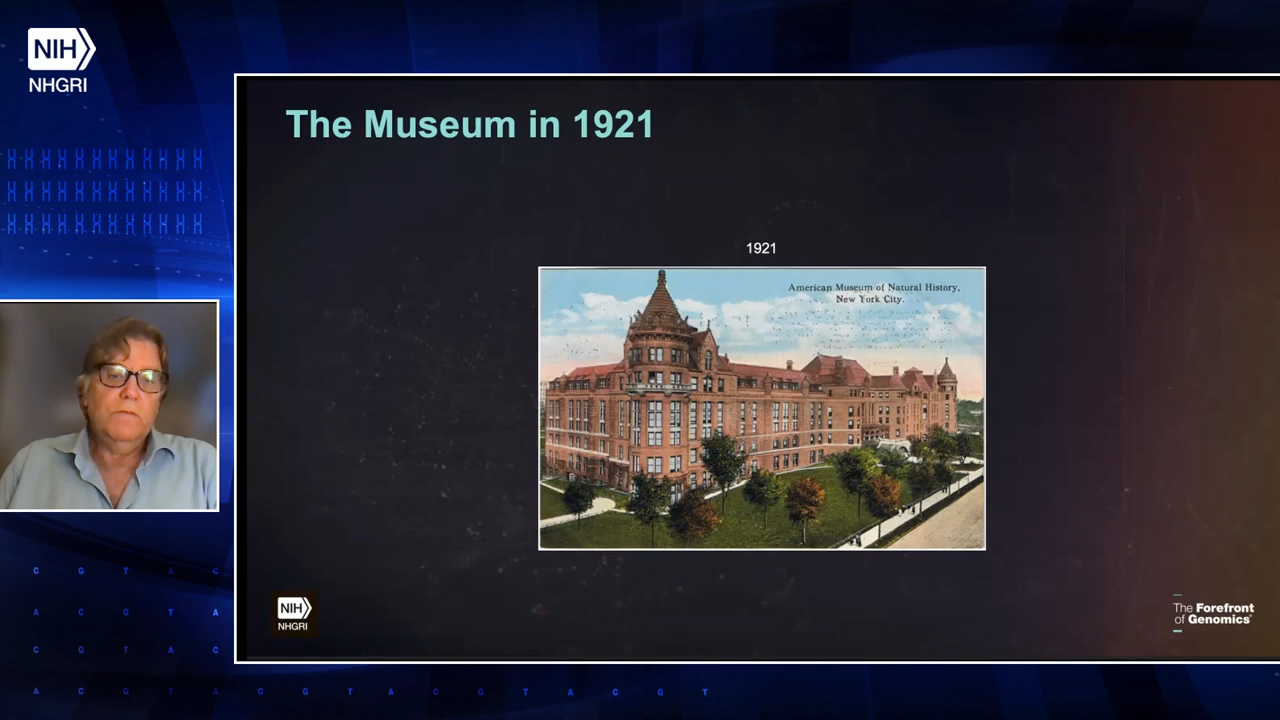 NIH
NHGRI
The Museum in 1921
1921
American Museum of Natural History,
New York City.
NIH
NHGRI
The Forefront
of Genomics
C G T A C
A C G T A
C G T A C
A C G T A C G T A C G T A C G T